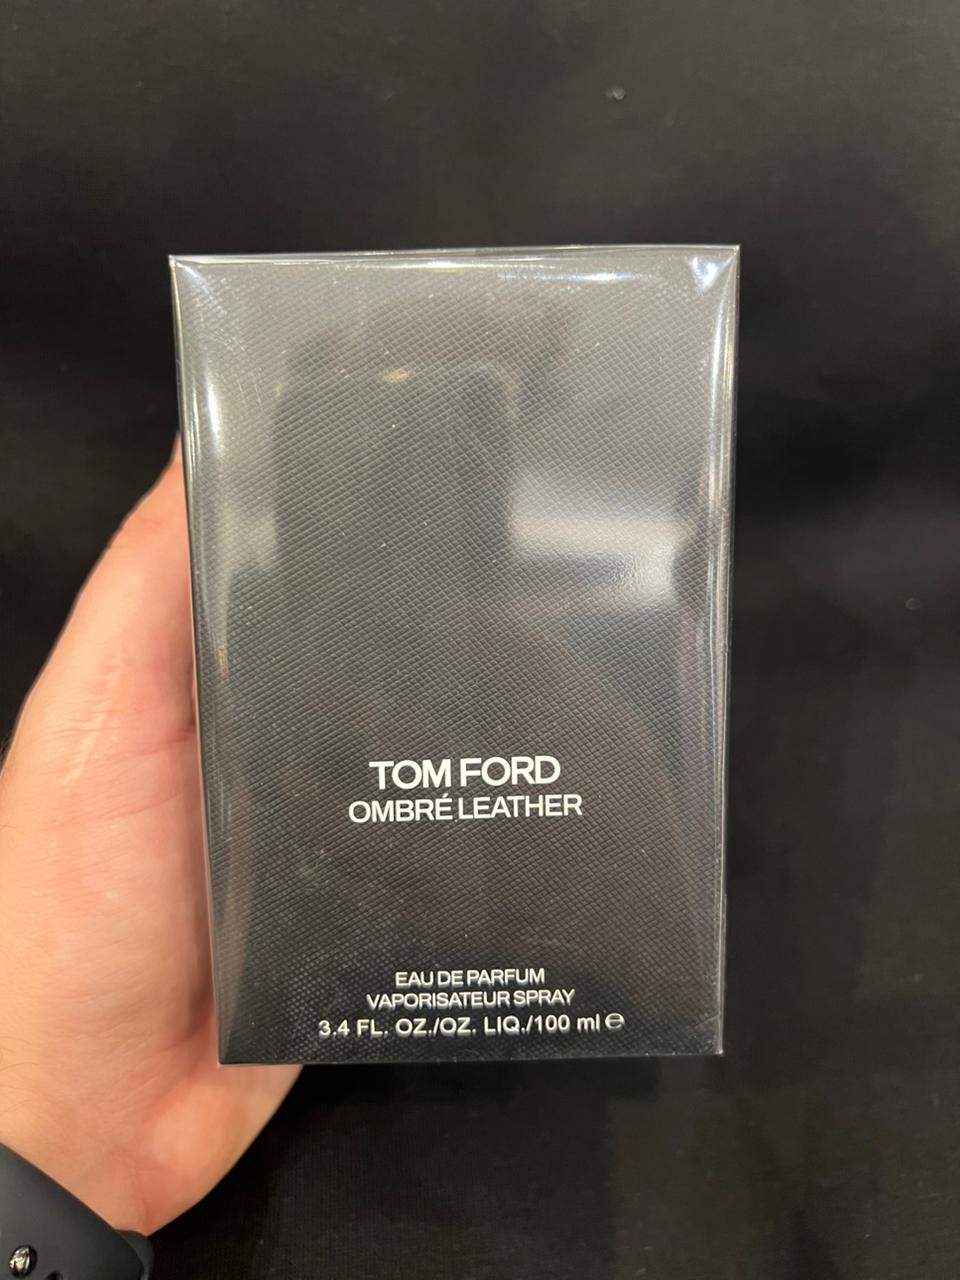 TOM FORD
OMBRÉ LEATHER
EAU DE PARFUM
VAPORISATEUR SPRAY
3.4 FL. OZ./OZ. LIQ./100 ml ℮